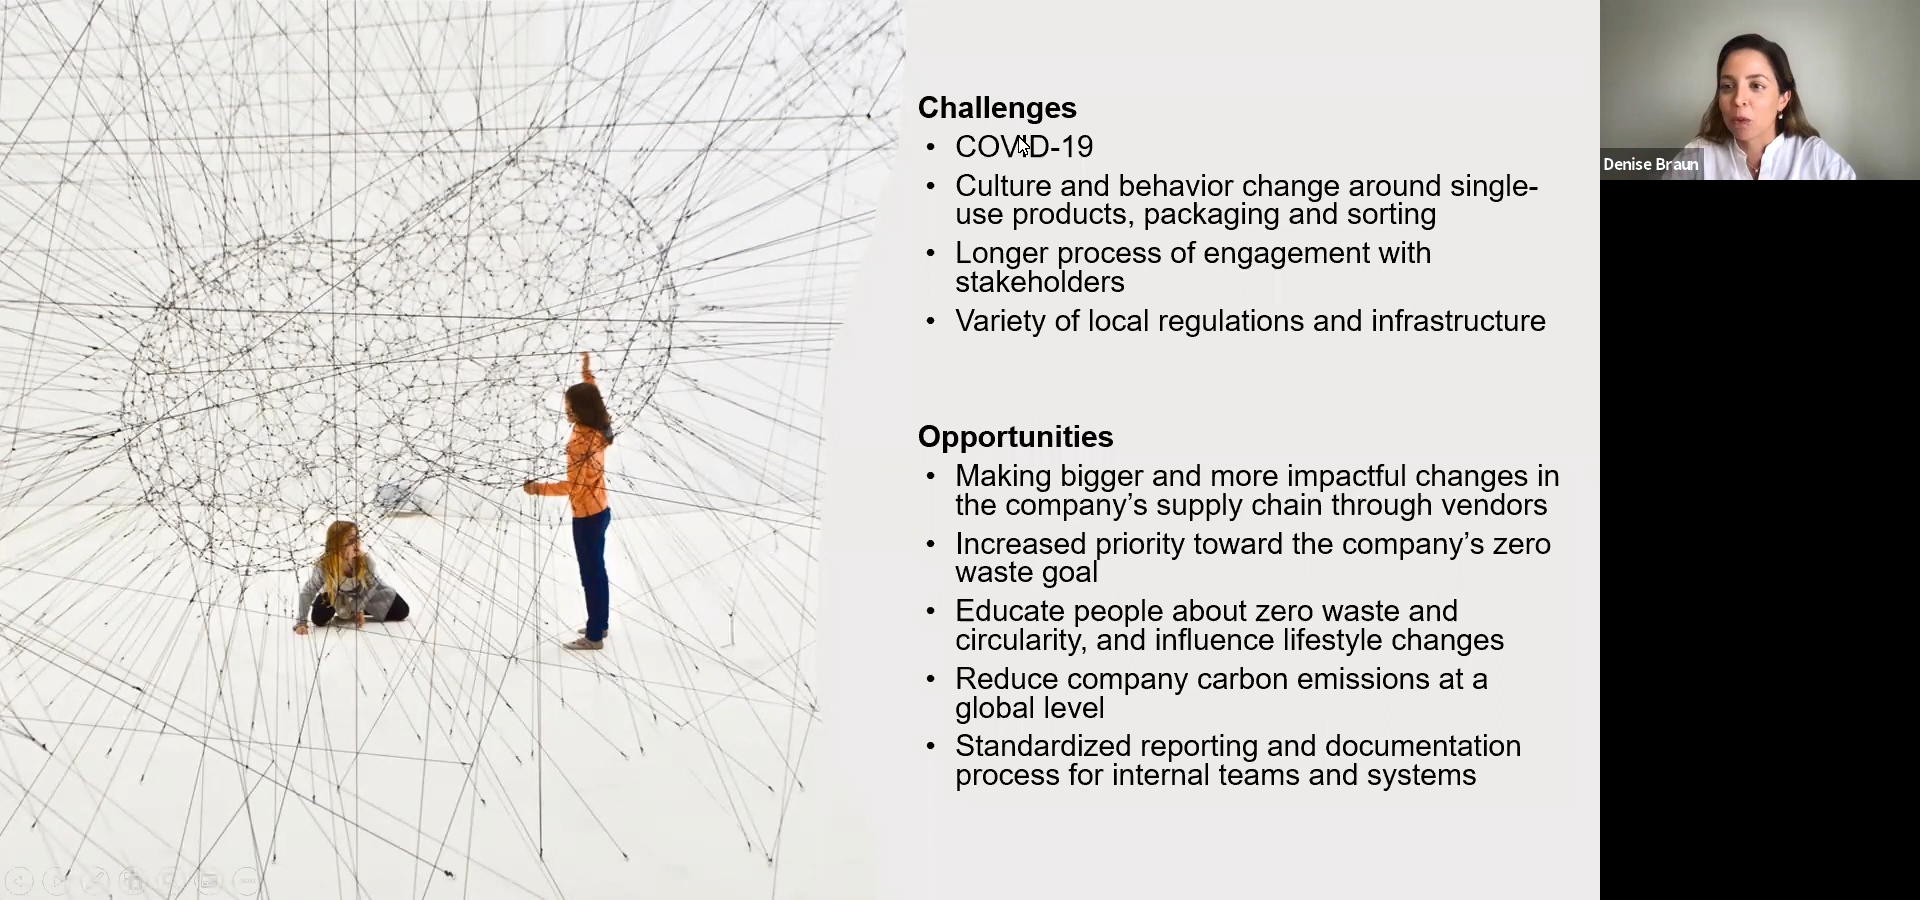 Challenges
• COVID-19
• Culture and behavior change around single-
use products, packaging and sorting
• Longer process of engagement with
stakeholders
• Variety of local regulations and infrastructure
Opportunities
• Making bigger and more impactful changes in
the company’s supply chain through vendors
• Increased priority toward the company’s zero
waste goal
• Educate people about zero waste and
circularity, and influence lifestyle changes
• Reduce company carbon emissions at a
global level
• Standardized reporting and documentation
process for internal teams and systems
Denise Braun